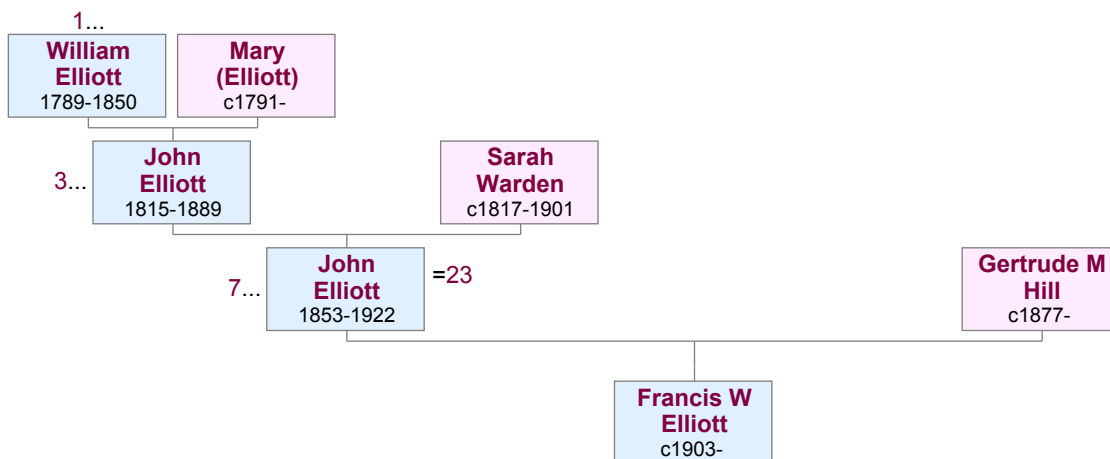 1...
William
Elliott
1789-1850
Mary
(Elliott)
c1791-
3...
John
Elliott
1815-1889
Sarah
Warden
c1817-1901
7...
John
Elliott
1853-1922
=23
Gertrude M
Hill
c1877-
Francis W
Elliott
c1903-